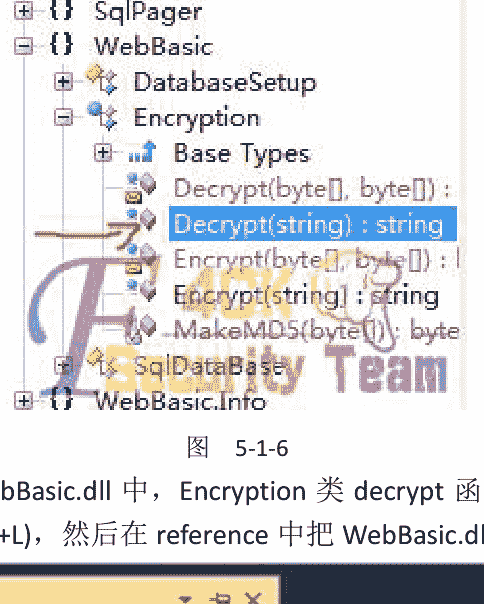 SqlPager
{} WebBasic
DatabaseSetup
Encryption
Base Types
Decrypt(byte[], byte[]) :
Decrypt(string) : string
Encrypt(byte[], byte[]) :
Encrypt(string) : string
MakeMD5(byte[]) : byte
SqlDataBase
{} WebBasic.Info
Security Team
图 5-1-6
bBasic.dll 中，Encryption 类 decrypt 函
+L)，然后在 reference 中把 WebBasic.dl